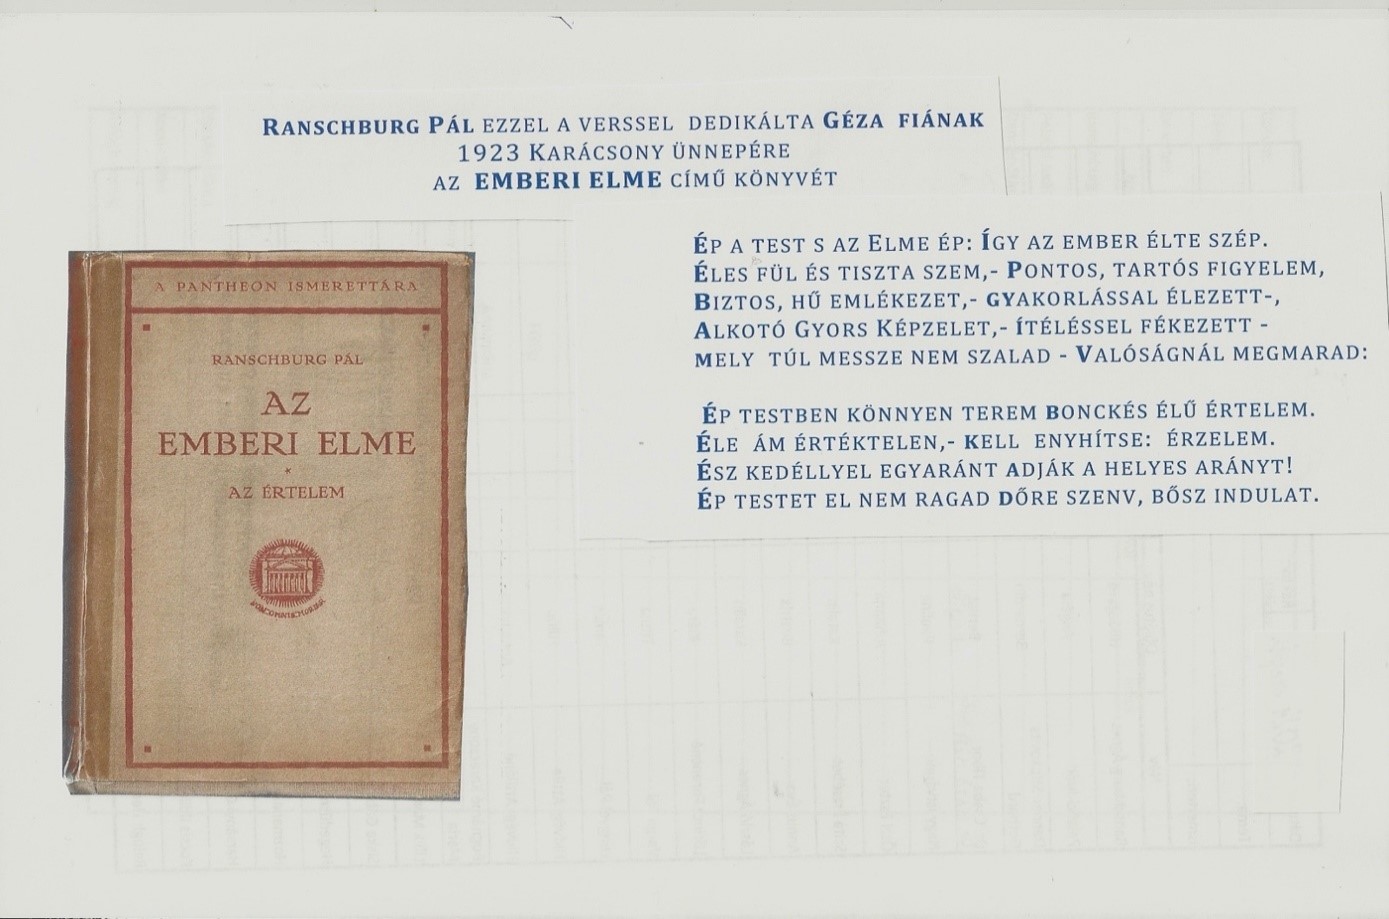 RANSCHBURG PÁL EZZEL A VERSSEL DEDIKÁLTA GÉZA FIÁNAK
1923 KARÁCSONY ÜNNEPÉRE
AZ EMBERI ELME CÍMŰ KÖNYVÉT
ÉP A TEST S AZ ELME ÉP: ÍGY AZ EMBER ÉLTE SZÉP.
ÉLES FÜL ÉS TISZTA SZEM,- PONTOS, TARTÓS FIGYELEM,
BIZTOS, HŰ EMLÉKEZET,- GYAKORLÁSSAL ÉLEZETT-,
ALKOTÓ GYORS KÉPZELET,- ÍTÉLÉSSEL FÉKEZETT -
MELY TÚL MESSZE NEM SZALAD - VALÓSÁGNÁL MEGMARAD:
ÉP TESTBEN KÖNNYEN TEREM BONCKÉS ÉLŰ ÉRTELEM.
ÉLE ÁM ÉRTÉKTELEN,- KELL ENYHÍTSE: ÉRZELEM.
ÉSZ KEDÉLLYEL EGYARÁNT ADJÁK A HELYES ARÁNYT!
ÉP TESTET EL NEM RAGAD DŐRE SZENV, BŐSZ INDULAT.
A PANTHEON ISMERETTÁRA
RANSCHBURG PÁL
AZ
EMBERI ELME
*
AZ ÉRTELEM